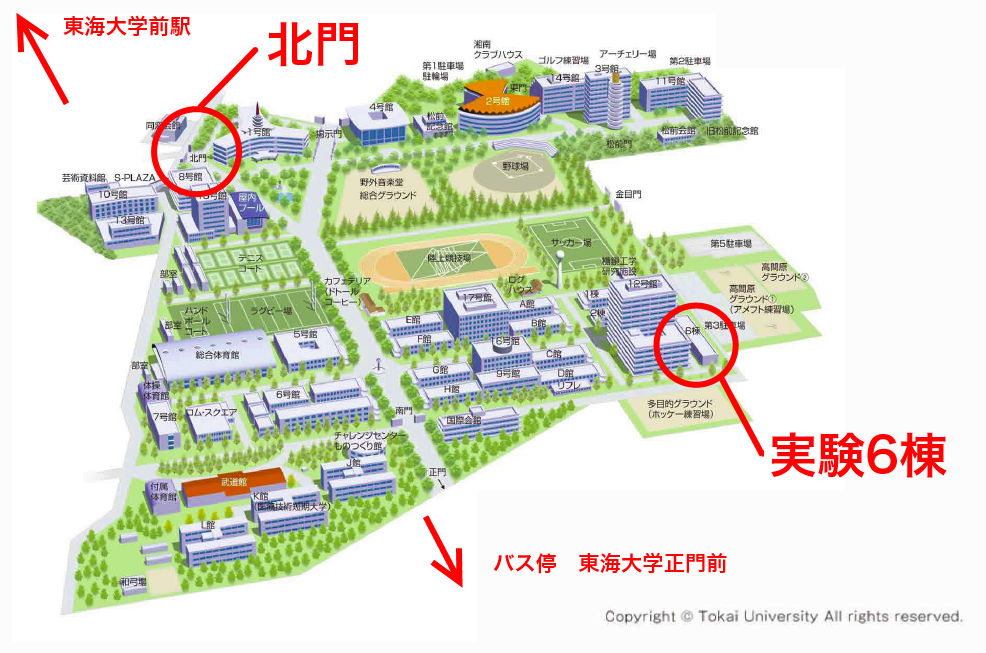 東海大学前駅
北門
湘南
クラブハウス
ゴルフ練習場
アーチェリー場
第1駐車場
駐輪場
東門
14号館
3号館
第2駐車場
11号館
2号館
4号館
松前
記念館
松前会館
旧松前記念館
松前門
同窓会館
1号館
掲示門
北門
野球場
野外音楽堂
総合グラウンド
金目門
芸術資料館
S-PLAZA
8号館
10号館
15号館
屋内
プール
13号館
テニス
コート
部室
陸上競技場
サッカー場
第5駐車場
高間原
グラウンド②
高間原
グラウンド①
(アメフト練習場)
カフェテリア
(ドトール
コーヒー)
ログ
ハウス
機鏡工学
研究施設
12号館
1棟
2棟
6棟
第3駐車場
17号館
A館
B館
E館
F館
ハンド
ボール
コート
ラグビー場
部室
5号館
総合体育館
16号館
C館
G館
9号館
D館
H館
リフレ
部室
体操
体育館
6号館
7号館
コム・スクエア
南門
国際会館
多目的グラウンド
(ホッケー練習場)
実験6棟
チャレンジセンター
ものつくり館
J館
正門
武道館
付属
体育館
K館
(医療技術短期大学)
L館
和弓場
バス停 東海大学正門前
Copyright © Tokai University All rights reserved.